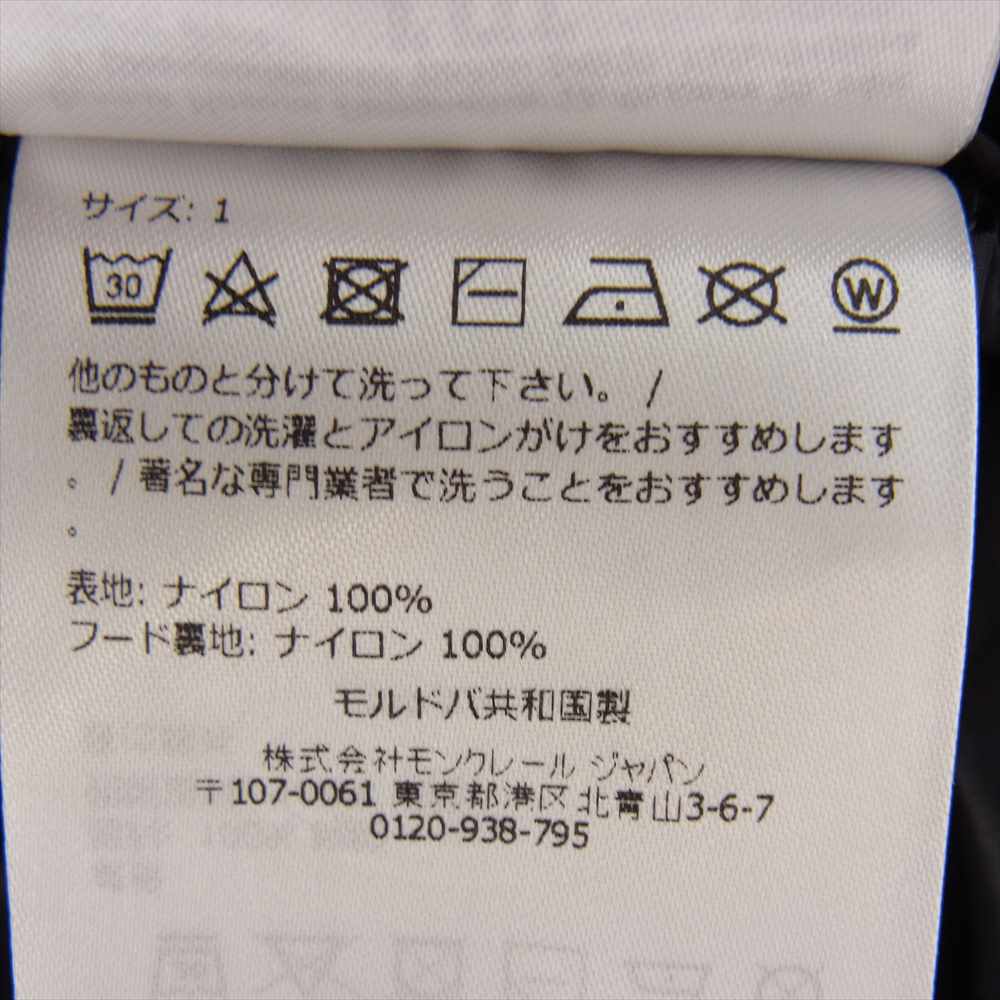 サイズ: 1
30 W
他のものと分けて洗って下さい。 /
裏返しての洗濯とアイロンがけをおすすめします
。 / 著名な専門業者で洗うことをおすすめします
。
表地: ナイロン 100%
フード裏地: ナイロン 100%
モルドバ共和国製
株式会社モンクレール ジャパン
〒107-0061 東京都港区北青山3-6-7
0120-938-795